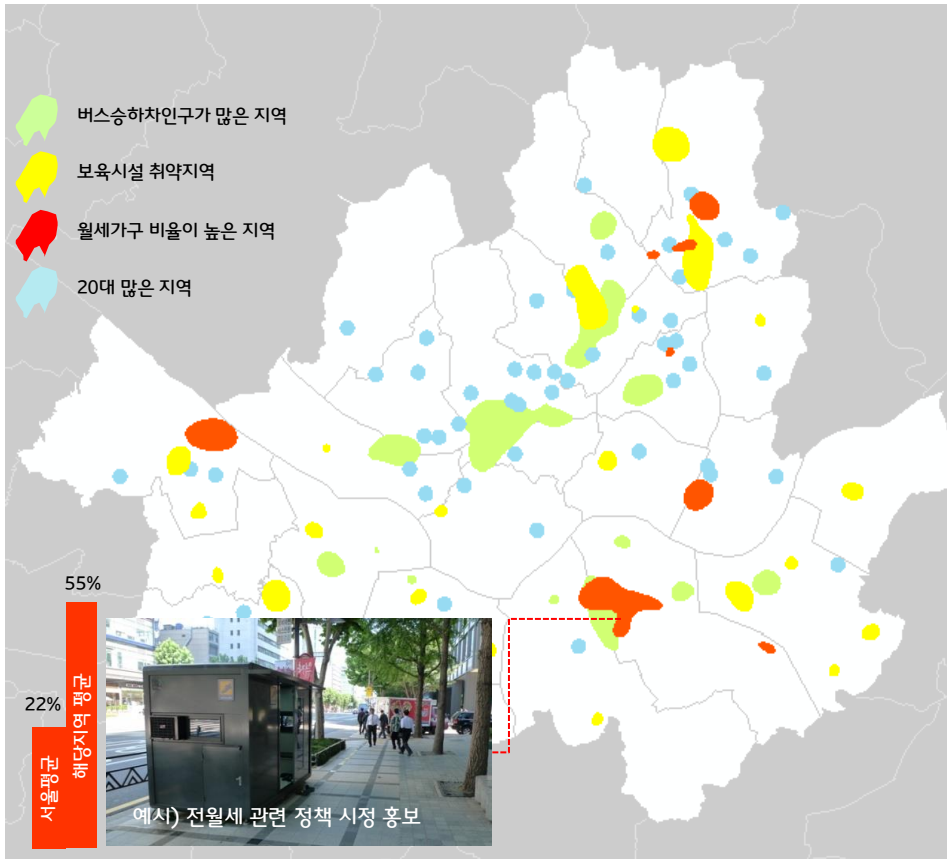 버스승하차인구가 많은 지역
보육시설 취약지역
월세가구 비율이 높은 지역
20대 많은 지역
55%
22%
해당지역 평균
서울평균
예시) 전월세 관련 정책 시정 홍보